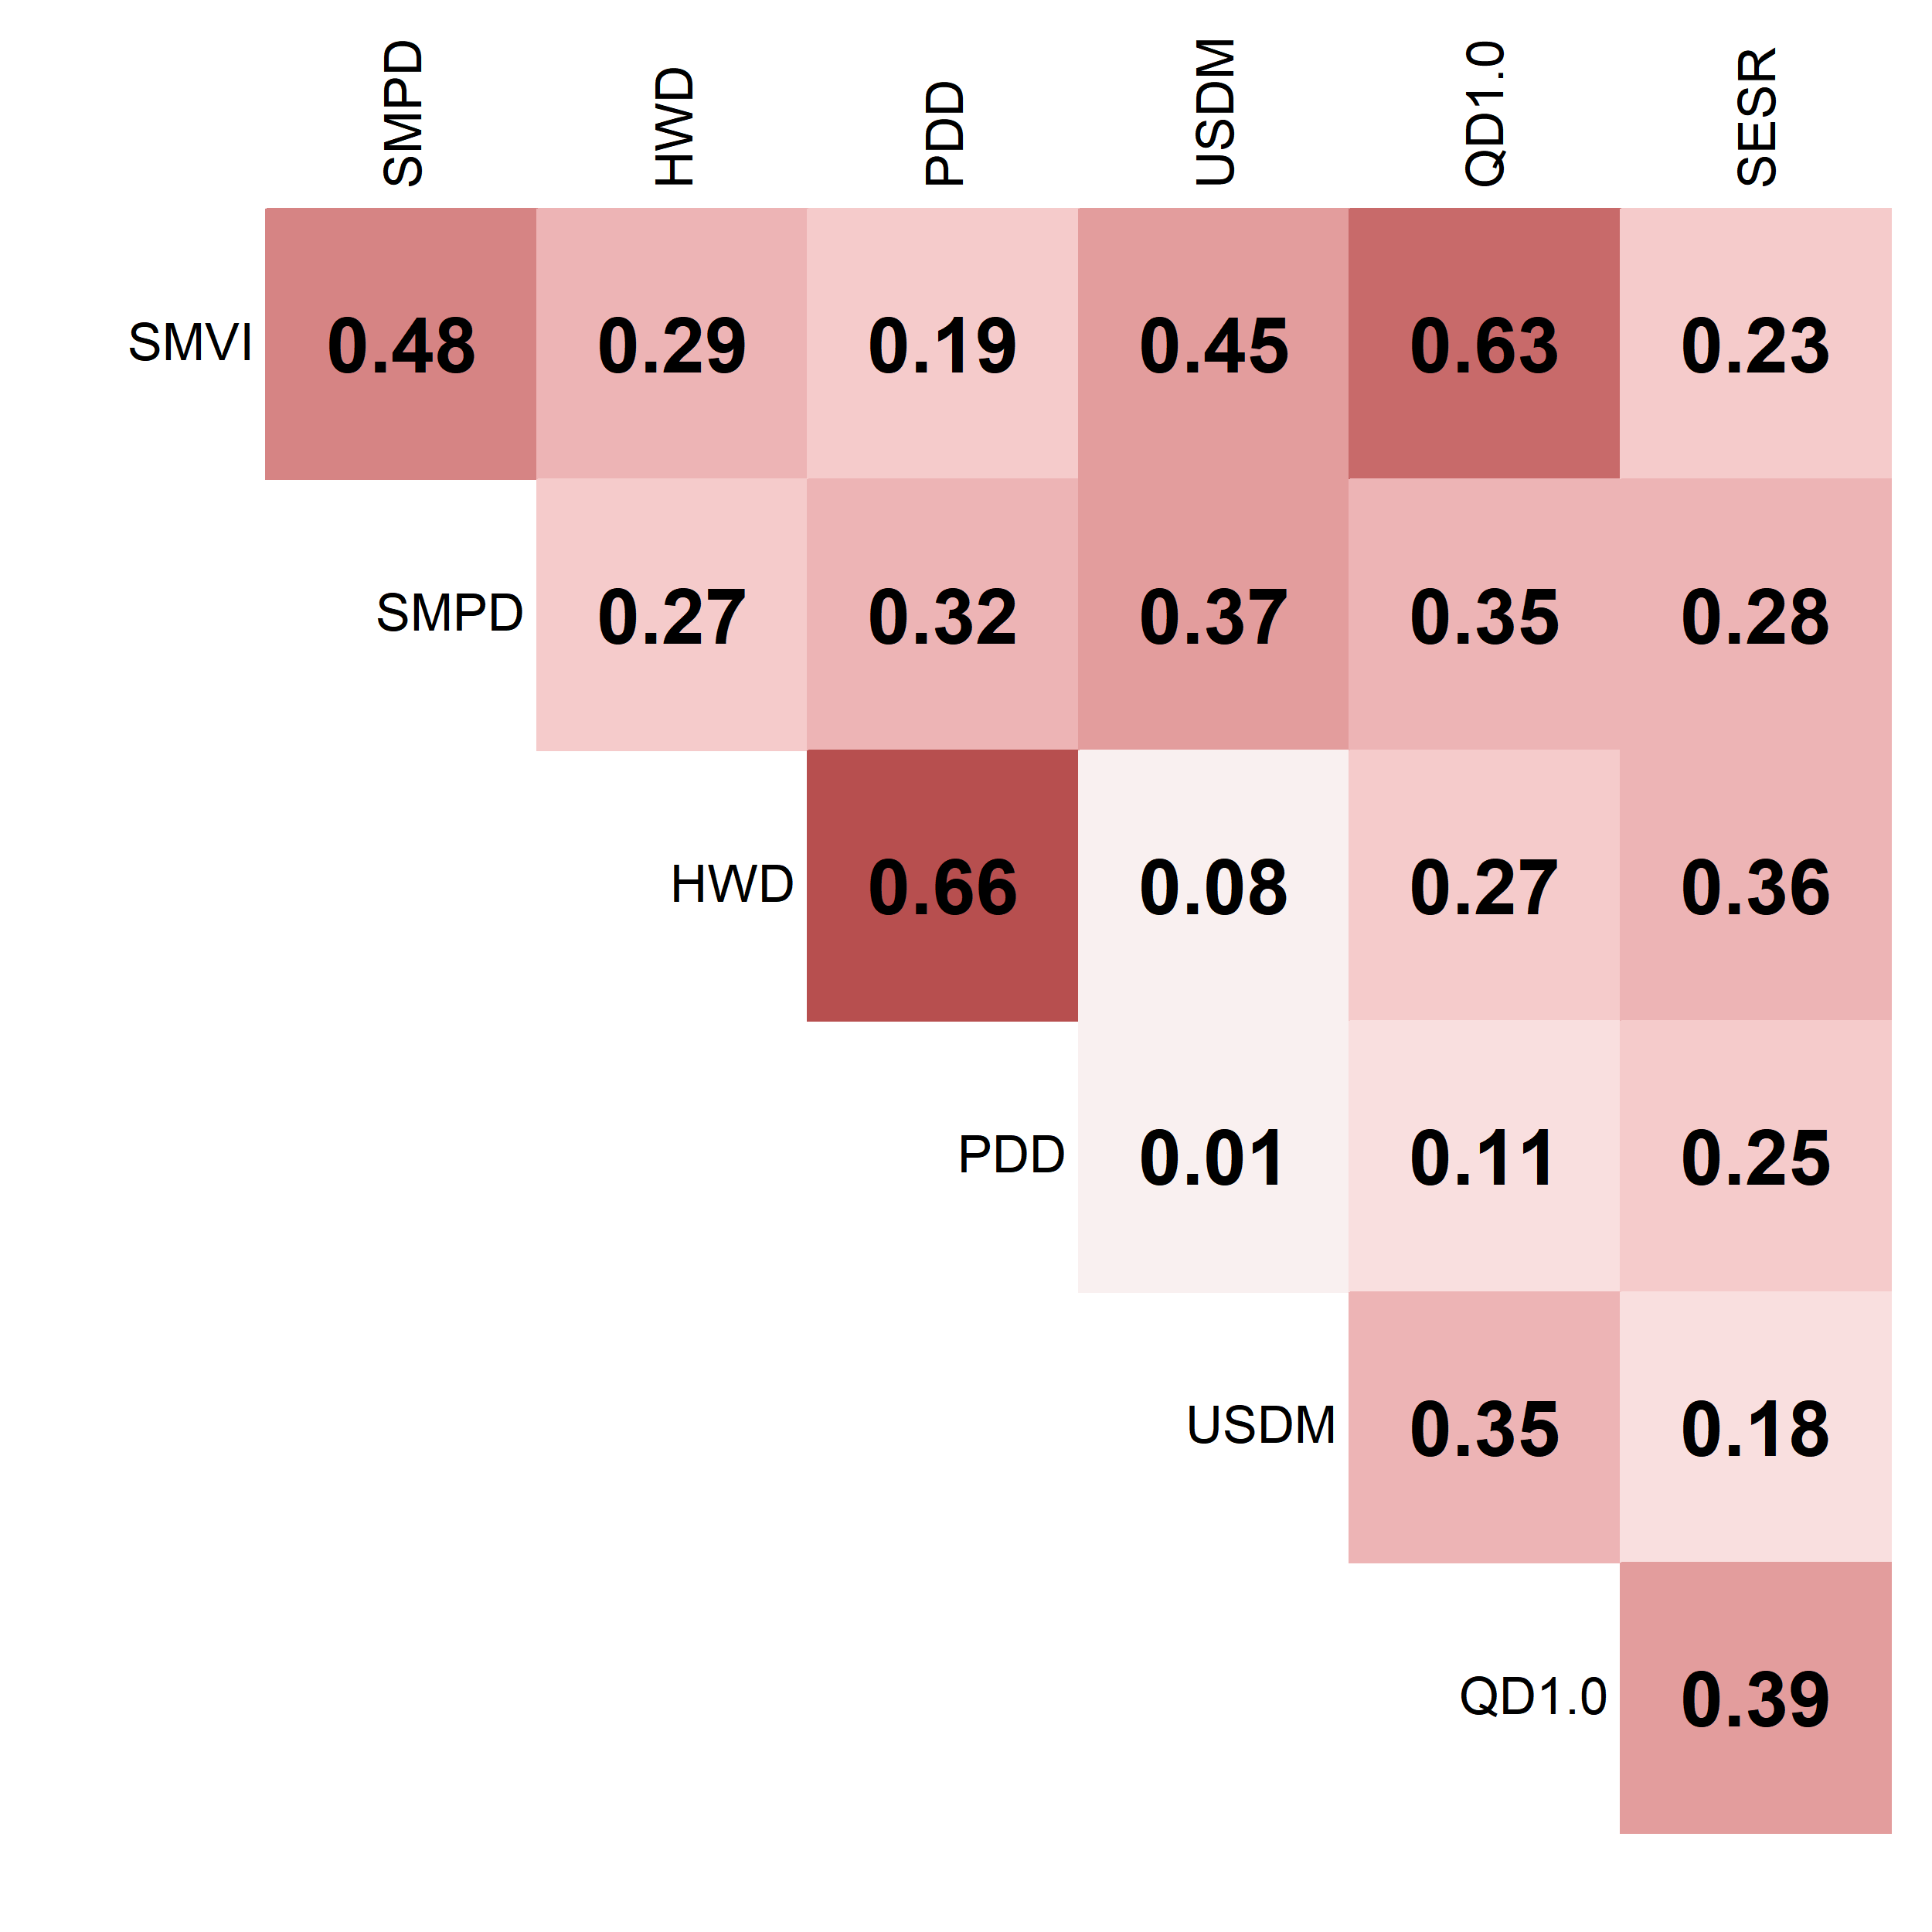 SMPD HWD PDD USDM QD1.0 SESR
SMVI 0.48 0.29 0.19 0.45 0.63 0.23
SMPD 0.27 0.32 0.37 0.35 0.28
HWD 0.66 0.08 0.27 0.36
PDD 0.01 0.11 0.25
USDM 0.35 0.18
QD1.0 0.39